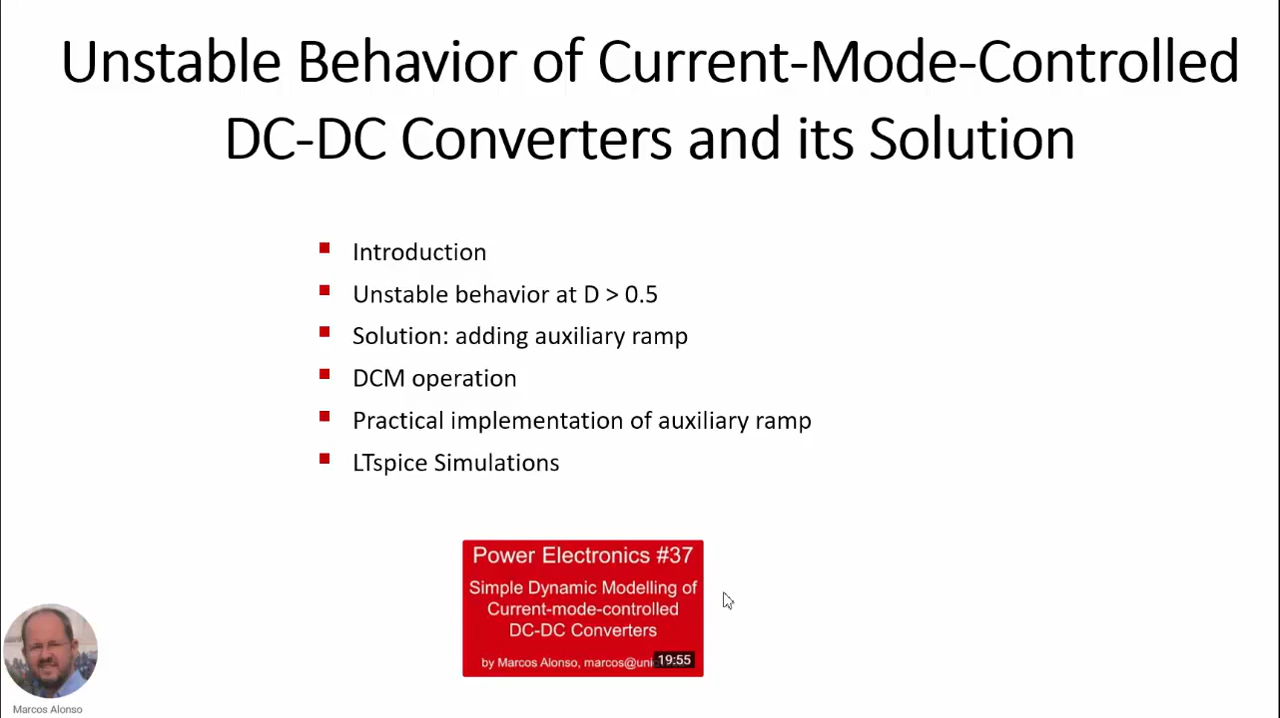 Unstable Behavior of Current-Mode-Controlled
DC-DC Converters and its Solution
Introduction
Unstable behavior at D > 0.5
Solution: adding auxiliary ramp
DCM operation
Practical implementation of auxiliary ramp
LTspice Simulations
Power Electronics #37
Simple Dynamic Modelling of
Current-mode-controlled
DC-DC Converters
by Marcos Alonso, marcos@uni
19:55
Marcos Alonso